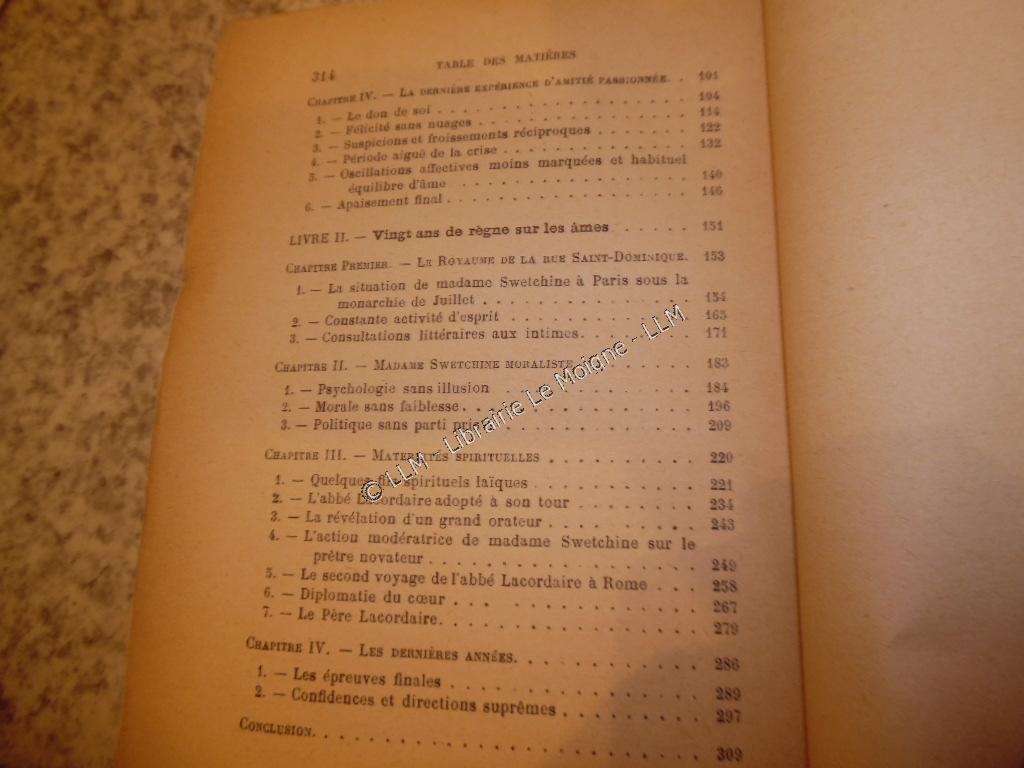 314
TABLE DES MATIÈRES
CHAPITRE IV. — LA DERNIÈRE EXPÉRIENCE D'AMITIÉ PASSIONNÉE. . 101
1. — Le don de soi . . . . . . . . . . . . . . . . 104
2. — Félicité sans nuages . . . . . . . . . . . . . 114
3. — Suspicions et froissements réciproques . . . . . 122
4. — Période aiguë de la crise . . . . . . . . . . . 132
5. — Oscillations affectives moins marquées et habituel
équilibre d'âme . . . . . . . . . . . . . . 140
6. — Apaisement final . . . . . . . . . . . . . . . 146
LIVRE II. — Vingt ans de règne sur les âmes . . . . . . 151
CHAPITRE PREMIER. — LE ROYAUME DE LA RUE SAINT-DOMINIQUE. 153
1. — La situation de madame Swetchine à Paris sous la
monarchie de Juillet . . . . . . . . . . . . 154
2. — Constante activité d'esprit . . . . . . . . . . 165
3. — Consultations littéraires aux intimes. . . . . . 171
CHAPITRE II. — MADAME SWETCHINE MORALISTE. . . . . . . 183
1. — Psychologie sans illusion . . . . . . . . . . . 184
2. — Morale sans faiblesse. . . . . . . . . . . . . 196
3. — Politique sans parti pris . . . . . . . . . . . 209
CHAPITRE III. — MATERNITÉS SPIRITUELLES . . . . . . . . 220
1. — Quelques fils spirituels laïques . . . . . . . . 221
2. — L'abbé Lacordaire adopté à son tour . . . . . . 234
3. — La révélation d'un grand orateur . . . . . . . . 243
4. — L'action modératrice de madame Swetchine sur le
prêtre novateur . . . . . . . . . . . . . . 249
5. — Le second voyage de l'abbé Lacordaire à Rome . . . 258
6. — Diplomatie du cœur . . . . . . . . . . . . . 267
7. — Le Père Lacordaire. . . . . . . . . . . . . . 279
CHAPITRE IV. — LES DERNIÈRES ANNÉES. . . . . . . . . . 286
1. — Les épreuves finales . . . . . . . . . . . . . 289
2. — Confidences et directions suprêmes . . . . . . . 297
CONCLUSION. . . . . . . . . . . . . . . . . . . . . 309
© LLM - Librairie Le Moigne - LLM